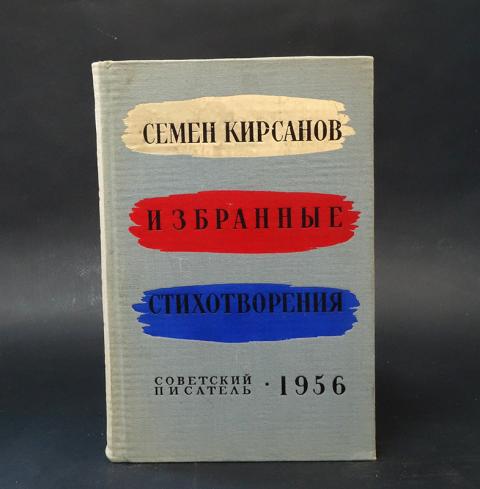 СЕМЕН КИРСАНОВ
ИЗБРАННЫЕ
СТИХОТВОРЕНИЯ
СОВЕТСКИЙ
ПИСАТЕЛЬ · 1956